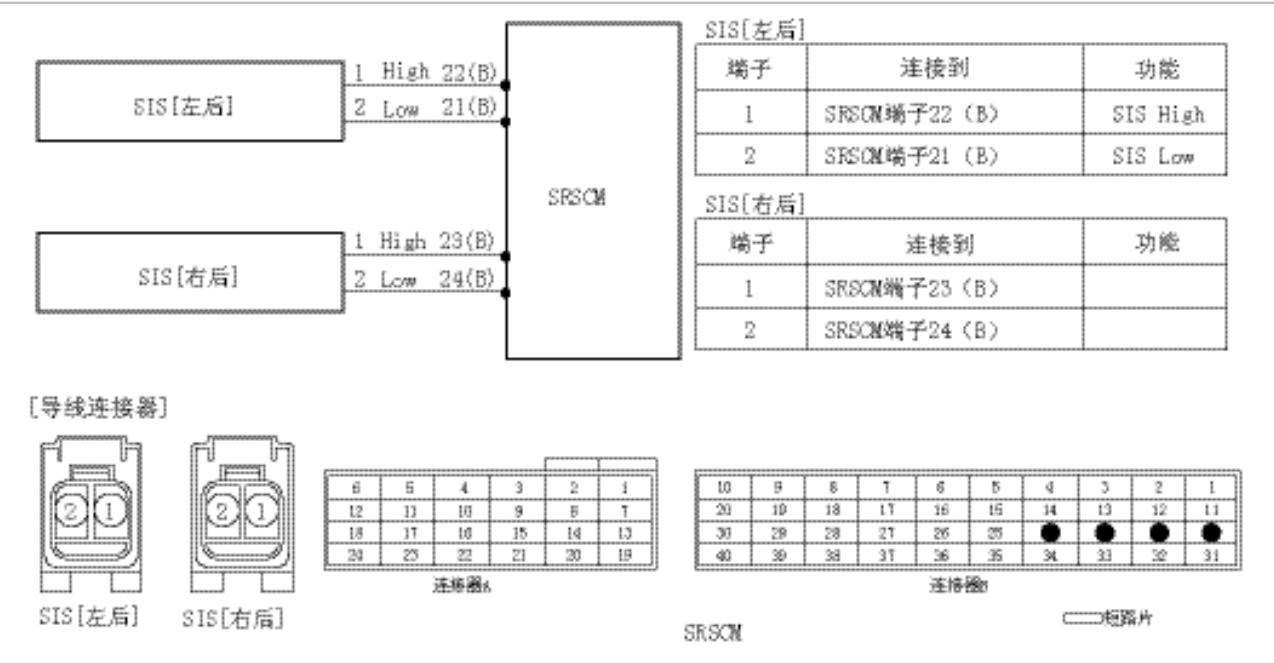 SIS[左后]
1 High 22(B)
2 Low 21(B)
SIS[右后]
1 High 23(B)
2 Low 24(B)
SRSCM
SIS[左后]
端子 连接到 功能
1 SRSCM端子22（B） SIS High
2 SRSCM端子21（B） SIS Low
SIS[右后]
端子 连接到 功能
1 SRSCM端子23（B）
2 SRSCM端子24（B）
[导线连接器]
2 1
SIS[左后]
2 1
SIS[右后]
6 5 4 3 2 1
12 11 10 9 8 7
18 17 16 15 14 13
24 23 22 21 20 19
连接器A
10 9 8 7 6 5 4 3 2 1
20 19 18 17 16 15 14 13 12 11
30 29 28 27 26 25
40 39 38 37 36 35 34 33 32 31
连接器B
短路片
SRSCM